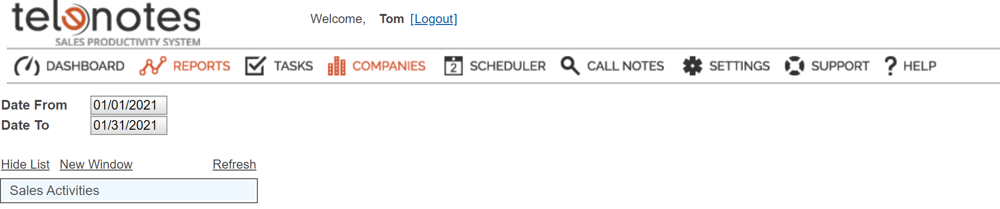 telenotes
SALES PRODUCTIVITY SYSTEM
Welcome, Tom [Logout]
DASHBOARD REPORTS TASKS COMPANIES 2 SCHEDULER CALL NOTES SETTINGS SUPPORT ? HELP
Date From 01/01/2021
Date To 01/31/2021
Hide List New Window Refresh
Sales Activities